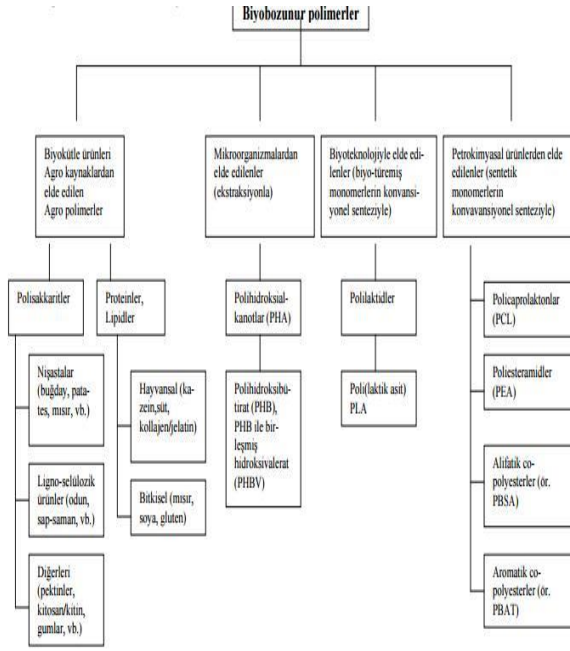 Biyobozunur polimerler
Biyokütle ürünleri
Agro kaynaklardan
elde edilen
Agro polimerler
Mikroorganizmalardan
elde edilenler
(ekstraksiyonla)
Biyoteknolojiyle elde edi-
lenler (biyo-türemiş
monomerlerin konvansi-
yonel senteziyle)
Petrokimyasal ürünlerden elde
edilenler (sentetik
monomerlerin
konvavansiyonel senteziyle)
Polisakkaritler
Proteinler,
Lipidler
Polihidroksial-
kanotlar (PHA)
Polilaktidler
Policaprolaktonlar
(PCL)
Nişastalar
(buğday, pata-
tes, mısır, vb.)
Hayvansal (ka-
zein,süt,
kollajen/jelatin)
Polihidroksibü-
tirat (PHB),
PHB ile bir-
leşmiş
hidroksivalerat
(PHBV)
Poli(laktik asit)
PLA
Poliesteramidler
(PEA)
Ligno-selülozik
ürünler (odun,
sap-saman, vb.)
Bitkisel (mısır,
soya, gluten)
Alifatik co-
polyesterler (ör.
PBSA)
Diğerleri
(pektinler,
kitosan/kitin,
gumlar, vb.)
Aromatik co-
polyesterler (ör.
PBAT)